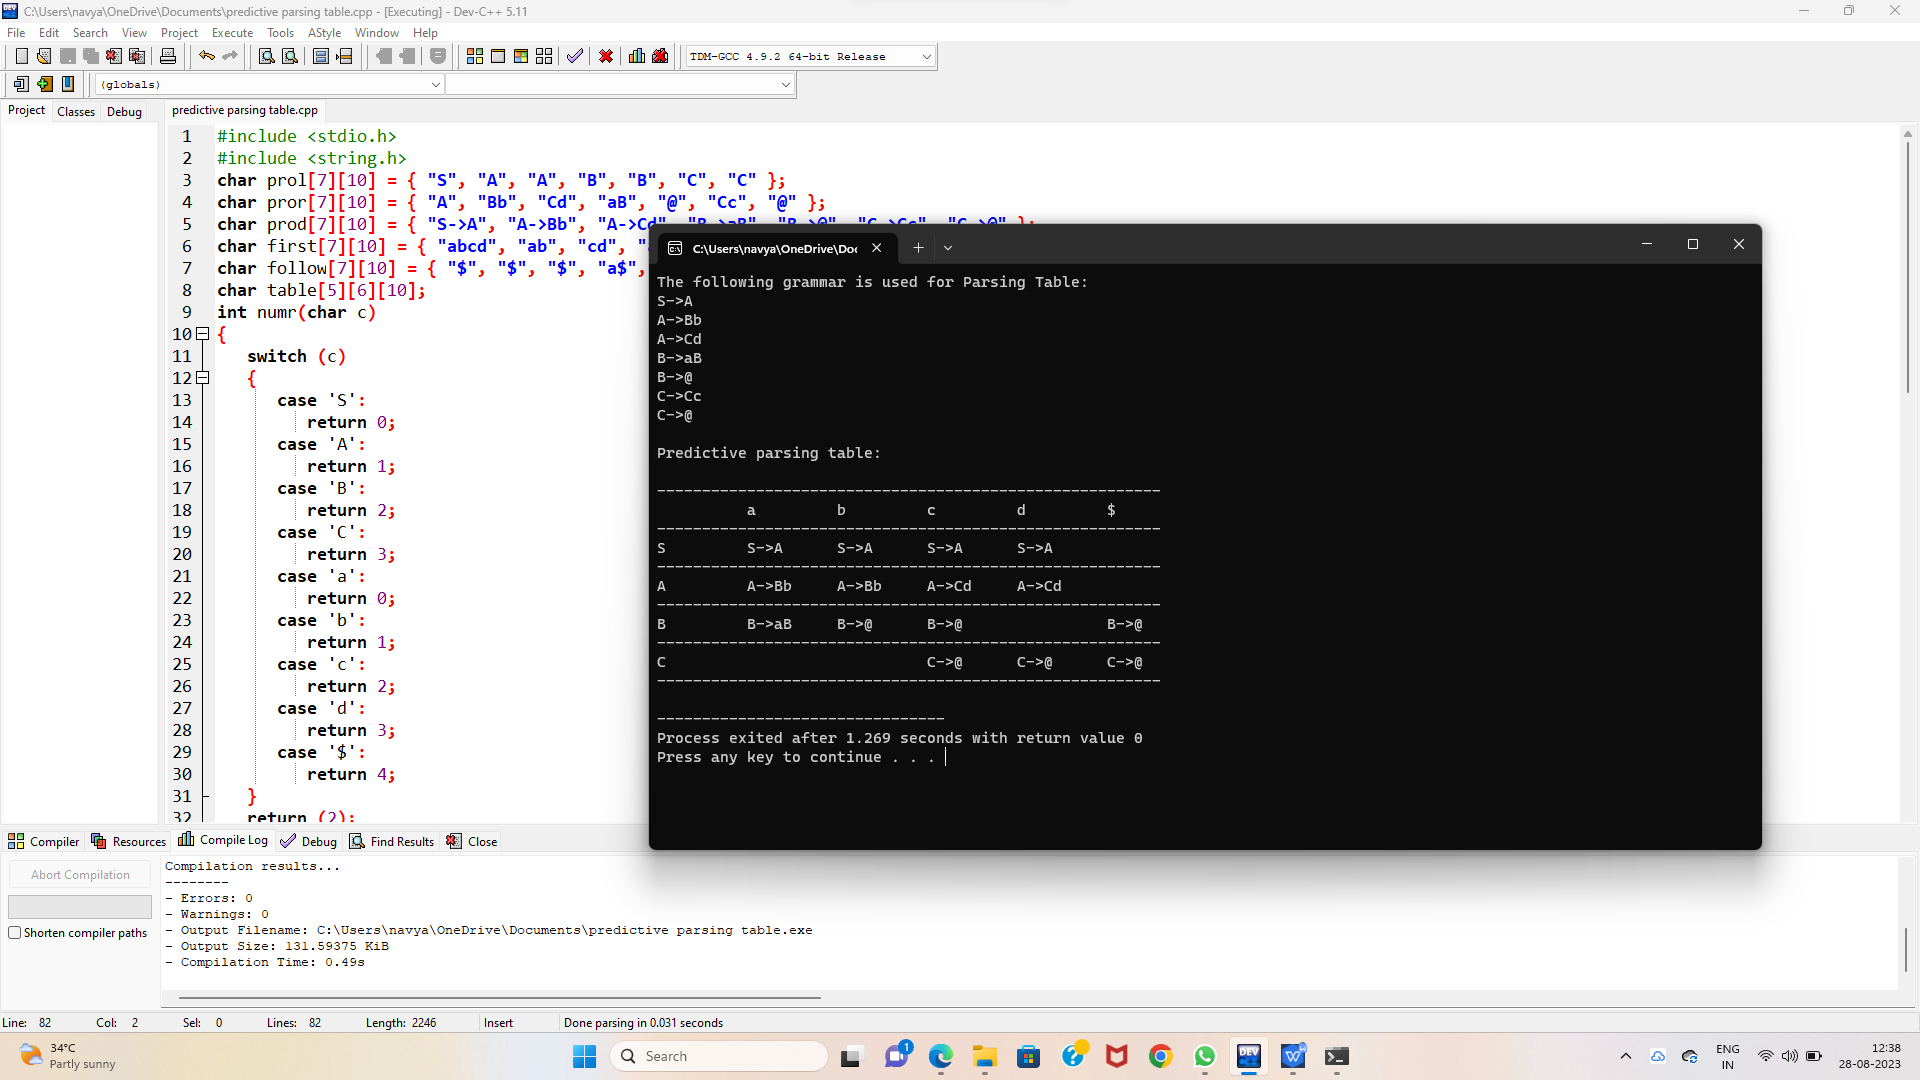 C:\Users\navya\OneDrive\Documents\predictive parsing table.cpp - [Executing] - Dev-C++ 5.11
File Edit Search View Project Execute Tools AStyle Window Help
TDM-GCC 4.9.2 64-bit Release
(globals)
Project Classes Debug predictive parsing table.cpp
1 #include <stdio.h>
2 #include <string.h>
3 char prol[7][10] = { "S", "A", "A", "B", "B", "C", "C" };
4 char pror[7][10] = { "A", "Bb", "Cd", "aB", "@", "Cc", "@" };
5 char prod[7][10] = { "S->A", "A->Bb", "A->Cd", "B->aB", "B->@", "C->Cc", "C->@" };
6 char first[7][10] = { "abcd", "ab", "cd",
7 char follow[7][10] = { "$", "$", "$", "a$",
8 char table[5][6][10];
9 int numr(char c)
10 {
11 switch (c)
12 {
13 case 'S':
14 return 0;
15 case 'A':
16 return 1;
17 case 'B':
18 return 2;
19 case 'C':
20 return 3;
21 case 'a':
22 return 0;
23 case 'b':
24 return 1;
25 case 'c':
26 return 2;
27 case 'd':
28 return 3;
29 case '$':
30 return 4;
31 }
32 return (2);
C:\Users\navya\OneDrive\Doc
The following grammar is used for Parsing Table:
S->A
A->Bb
A->Cd
B->aB
B->@
C->Cc
C->@
Predictive parsing table:
--------------------------------------------------------
a b c d $
--------------------------------------------------------
S S->A S->A S->A S->A
--------------------------------------------------------
A A->Bb A->Bb A->Cd A->Cd
--------------------------------------------------------
B B->aB B->@ B->@ B->@
--------------------------------------------------------
C C->@ C->@ C->@
--------------------------------------------------------
--------------------------------
Process exited after 1.269 seconds with return value 0
Press any key to continue . . .
Compiler Resources Compile Log Debug Find Results Close
Abort Compilation
Shorten compiler paths
Compilation results...
--------
- Errors: 0
- Warnings: 0
- Output Filename: C:\Users\navya\OneDrive\Documents\predictive parsing table.exe
- Output Size: 131.59375 KiB
- Compilation Time: 0.49s
Line: 82 Col: 2 Sel: 0 Lines: 82 Length: 2246 Insert Done parsing in 0.031 seconds
34°C
Partly sunny
Search
1
DEV
ENG
IN
12:38
28-08-2023